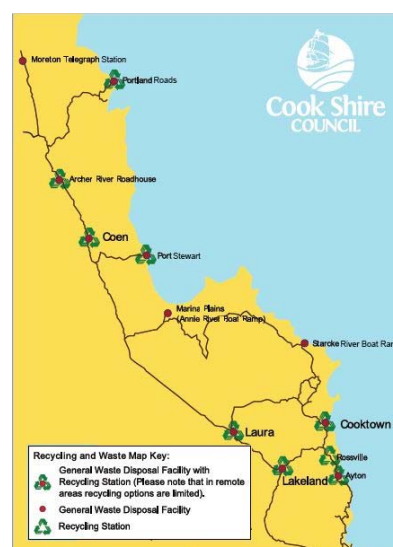 Moreton Telegraph Station
Portland Roads
Cook Shire
COUNCIL
Archer River Roadhouse
Coen
Port Stewart
Marina Plains
(Annie River Boat Ramp)
Starcke River Boat Ram
Laura
Cooktown
Rossville
Lakeland
Ayton
Recycling and Waste Map Key:
General Waste Disposal Facility with
Recycling Station (Please note that in remote
areas recycling options are limited).
General Waste Disposal Facility
Recycling Station